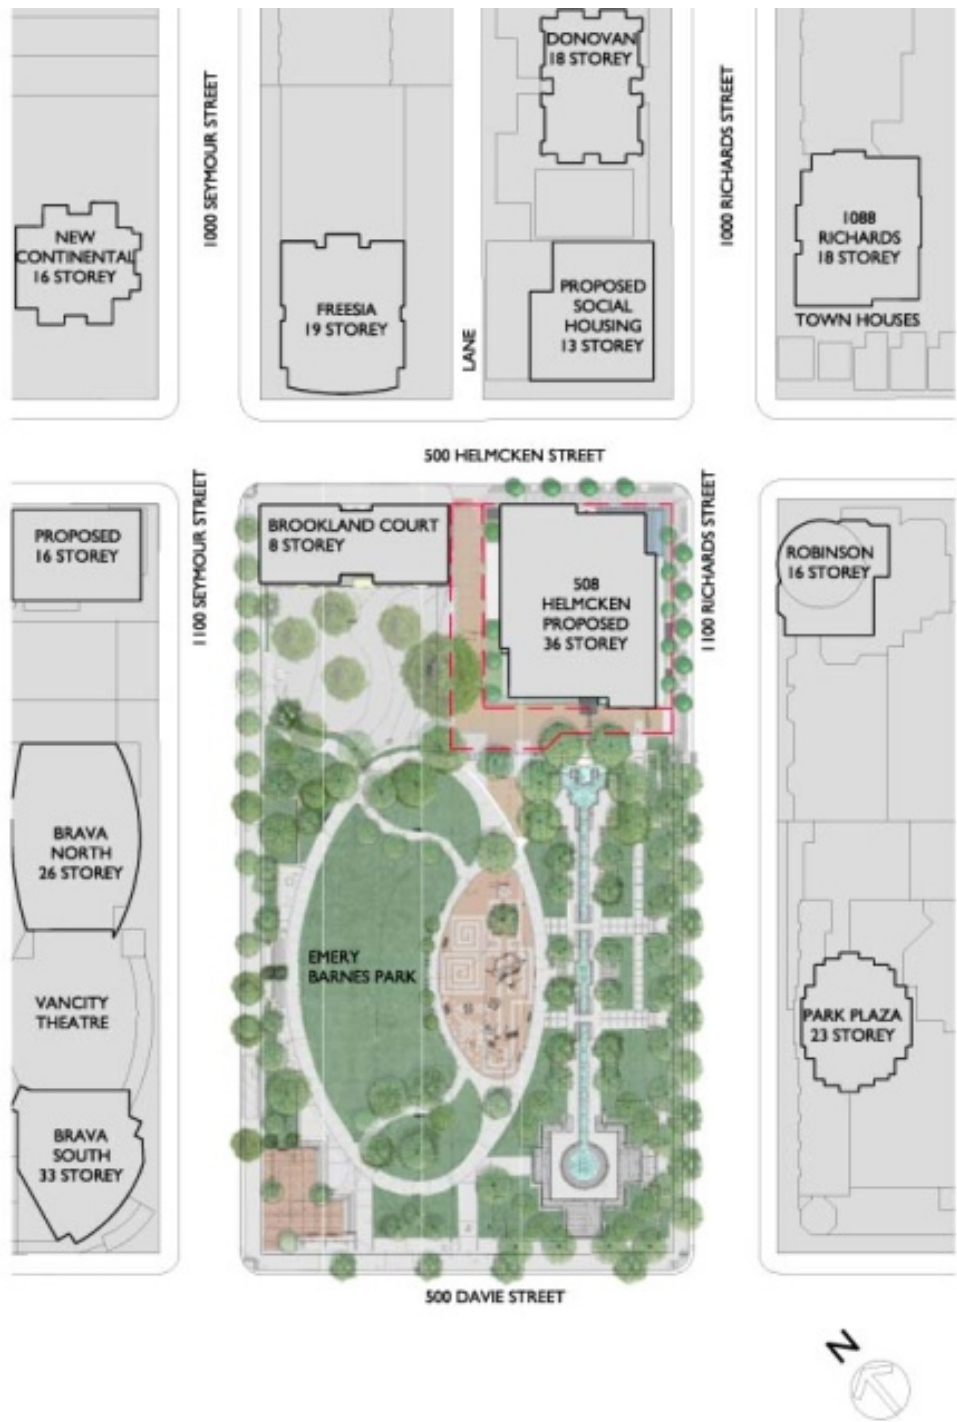 DONOVAN
18 STOREY
1000 SEYMOUR STREET
1000 RICHARDS STREET
NEW
CONTINENTAL
16 STOREY
FREESIA
19 STOREY
LANE
PROPOSED
SOCIAL
HOUSING
13 STOREY
1088
RICHARDS
18 STOREY
TOWN HOUSES
500 HELMCKEN STREET
PROPOSED
16 STOREY
1100 SEYMOUR STREET
BROOKLAND COURT
8 STOREY
508
HELMCKEN
PROPOSED
36 STOREY
1100 RICHARDS STREET
ROBINSON
16 STOREY
BRAVA
NORTH
26 STOREY
EMERY
BARNES PARK
VANCITY
THEATRE
PARK PLAZA
23 STOREY
BRAVA
SOUTH
33 STOREY
500 DAVIE STREET
N